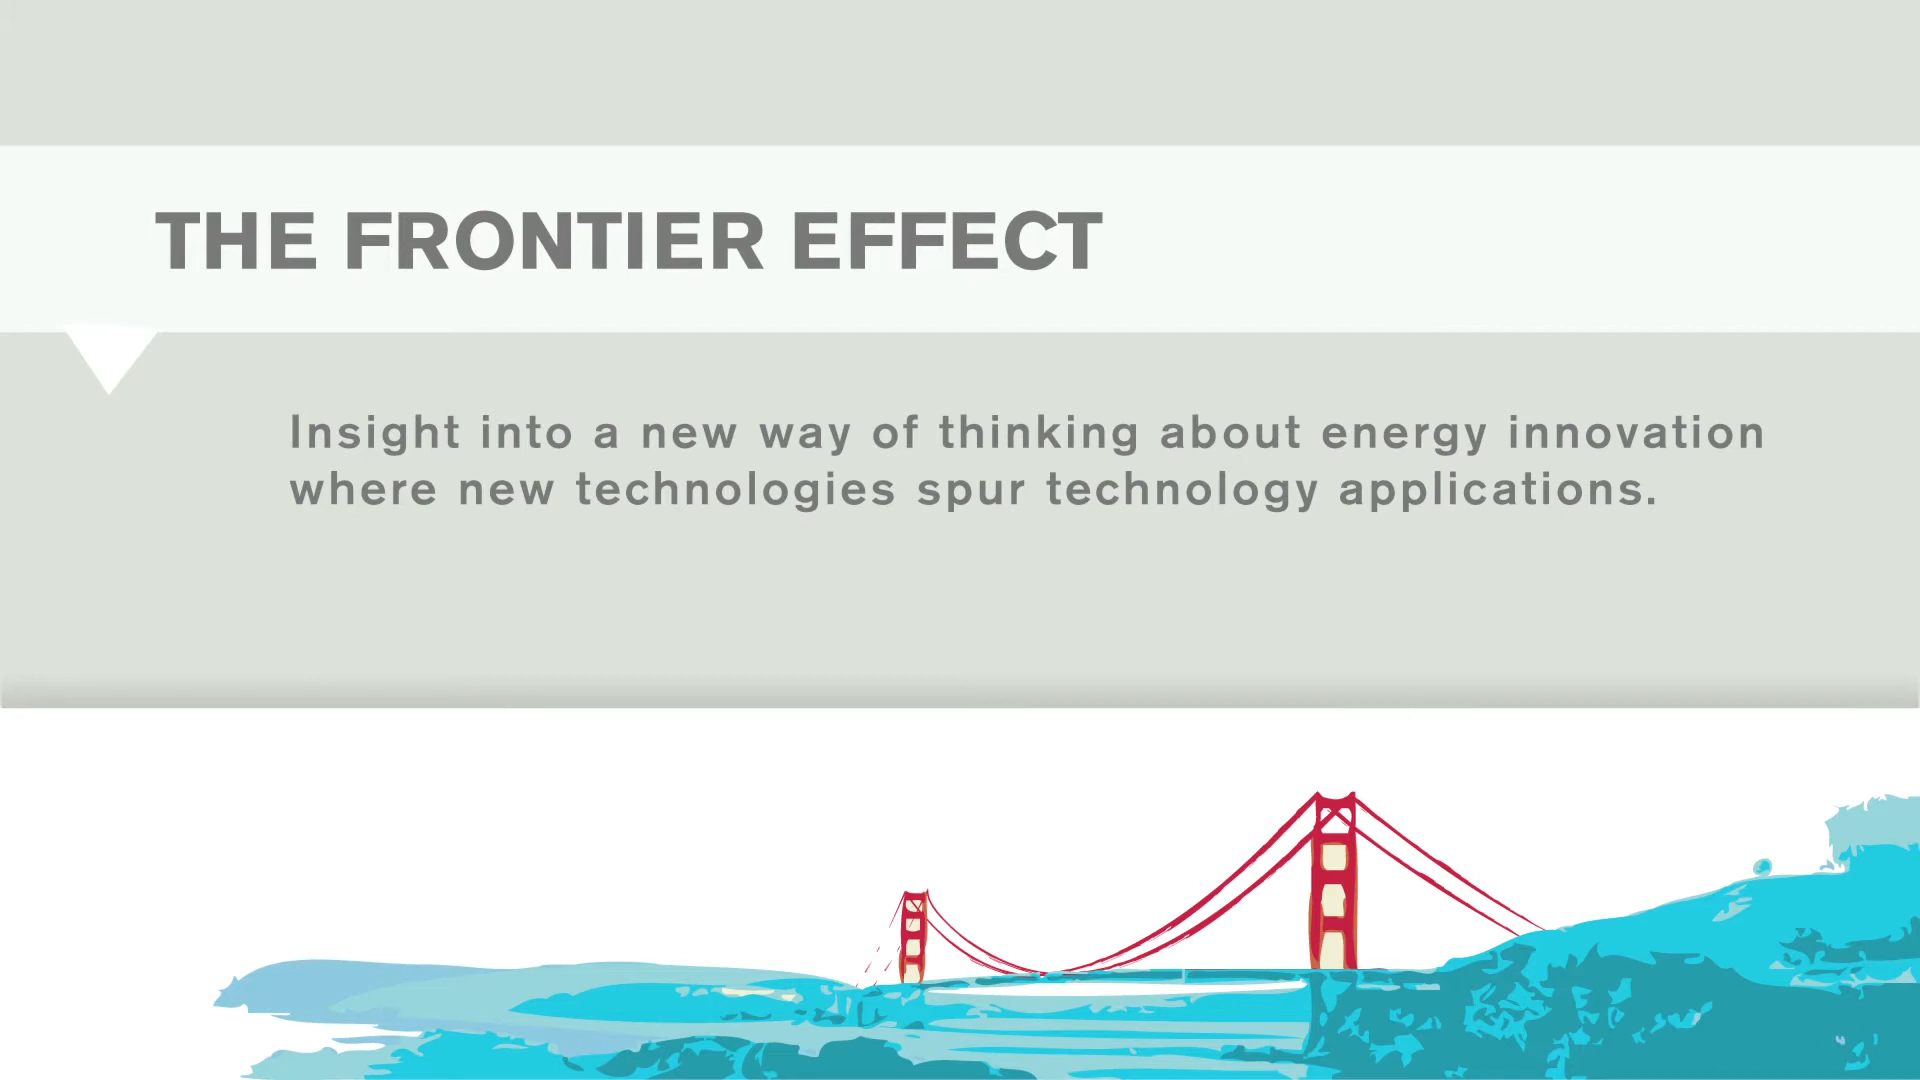 THE FRONTIER EFFECT
Insight into a new way of thinking about energy innovation
where new technologies spur technology applications.